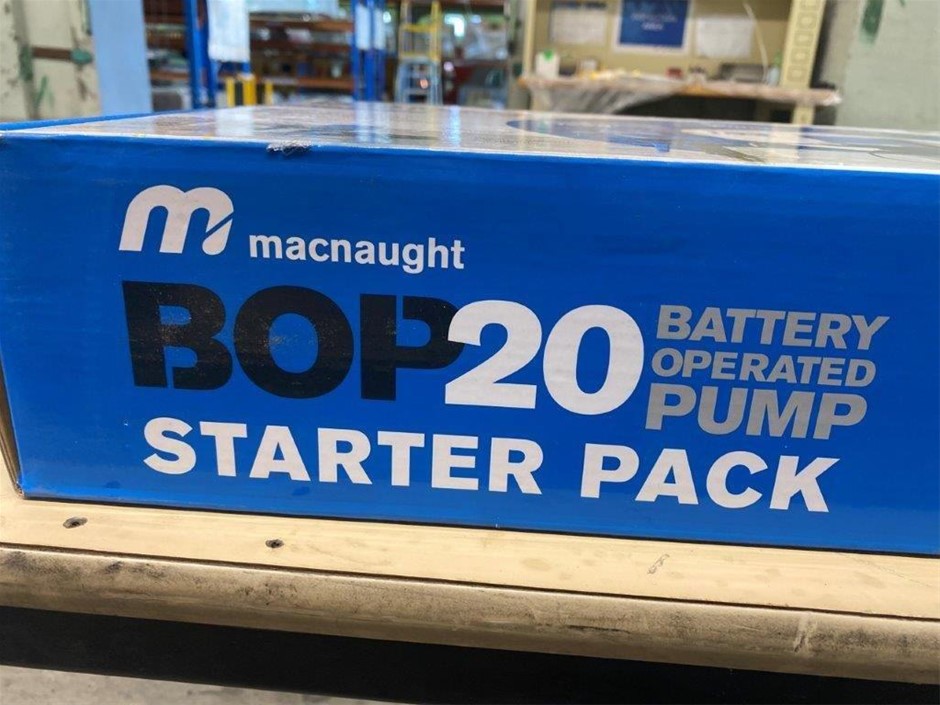 macnaught
BOP20
BATTERY
OPERATED
PUMP
STARTER PACK